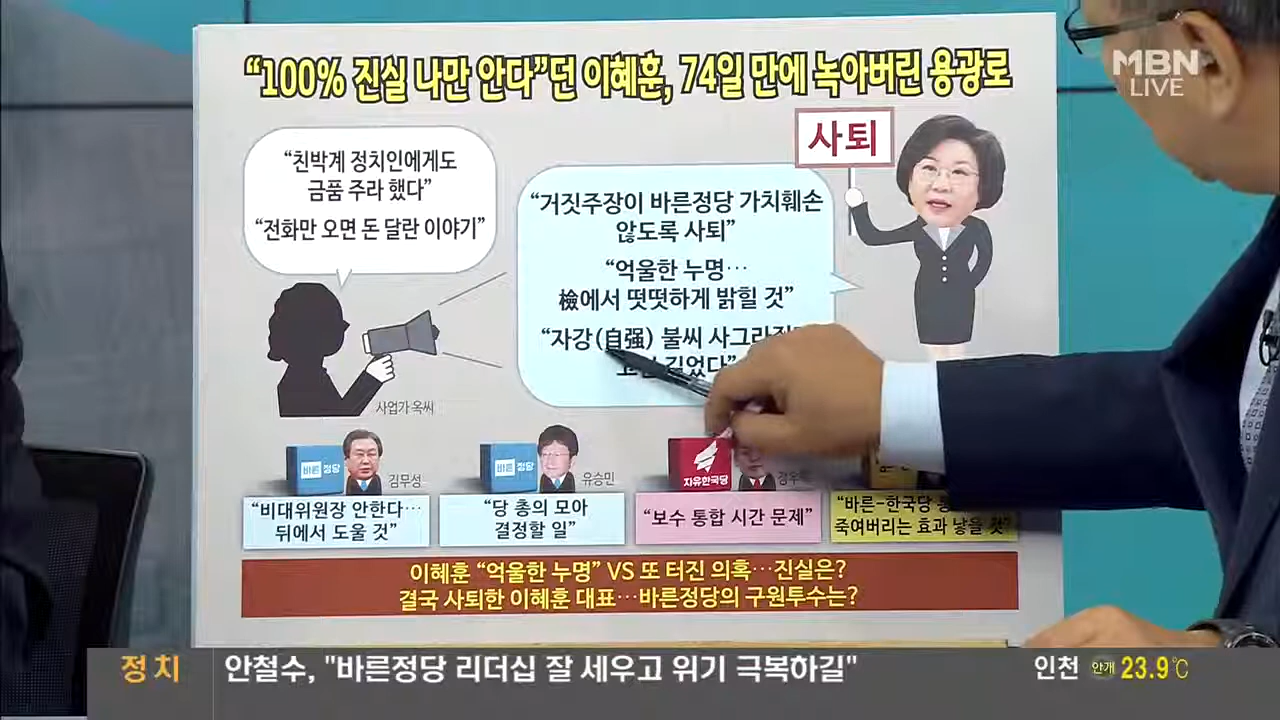 MBN
LIVE
“100% 진실 나만 안다”던 이혜훈, 74일 만에 녹아버린 용광로
사퇴
“친박계 정치인에게도
금품 주라 했다”
“전화만 오면 돈 달란 이야기”
“거짓주장이 바른정당 가치훼손
않도록 사퇴”
“억울한 누명…
檢에서 떳떳하게 밝힐 것”
“자강(自强) 불씨 사그라
길었다”
사업가 옥씨
바른정당
김무성
바른정당
유승민
자유한국당
“비대위원장 안한다…
뒤에서 도울 것”
“당 총의 모아
결정할 일”
“보수 통합 시간 문제”
“바른-한국당
죽여버리는 효과 낳을 것”
이혜훈 “억울한 누명” VS 또 터진 의혹…진실은?
결국 사퇴한 이혜훈 대표…바른정당의 구원투수는?
정치 안철수, "바른정당 리더십 잘 세우고 위기 극복하길" 인천 안개 23.9℃